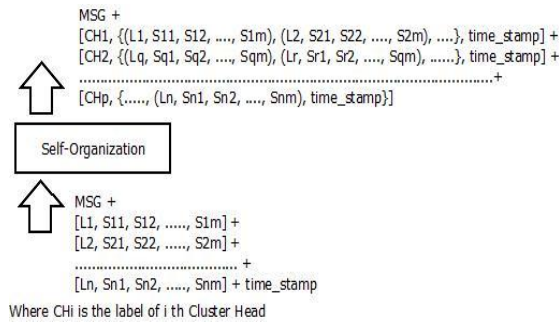 MSG +
[CH1, {(L1, S11, S12, ...., S1m), (L2, S21, S22, ...., S2m), ....}, time_stamp] +
[CH2, {(Lq, Sq1, Sq2, ...., Sqm), (Lr, Sr1, Sr2, ...., Sqm), ......}, time_stamp] +
.....................................................................................................+
[CHp, {....., (Ln, Sn1, Sn2, ...., Snm), time_stamp}]
Self-Organization
MSG +
[L1, S11, S12, ....., S1m] +
[L2, S21, S22, ....., S2m] +
........................................ +
[Ln, Sn1, Sn2, ....., Snm] + time_stamp
Where CHi is the label of i th Cluster Head